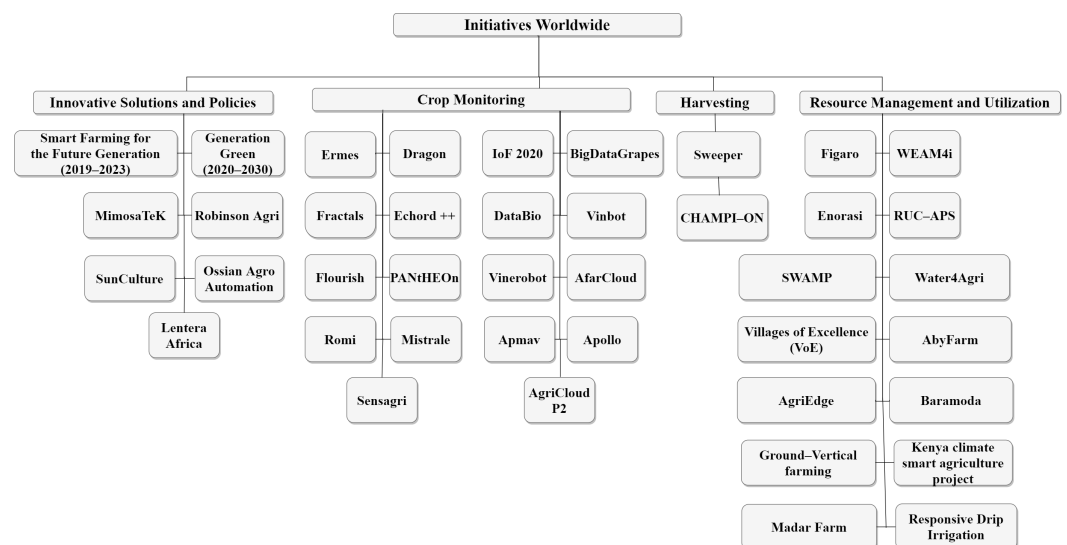 Initiatives Worldwide
Innovative Solutions and Policies
Smart Farming for
the Future Generation
(2019–2023)
Generation
Green
(2020–2030)
MimosaTeK
Robinson Agri
SunCulture
Ossian Agro
Automation
Lentera
Africa
Crop Monitoring
Ermes
Dragon
Fractals
Echord ++
Flourish
PANtHEOn
Romi
Mistrale
Sensagri
IoF 2020
BigDataGrapes
DataBio
Vinbot
Vinerobot
AfarCloud
Apmav
Apollo
AgriCloud
P2
Harvesting
Sweeper
CHAMPI–ON
Resource Management and Utilization
Figaro
WEAM4i
Enorasi
RUC–APS
SWAMP
Water4Agri
Villages of Excellence
(VoE)
AbyFarm
AgriEdge
Baramoda
Ground–Vertical
farming
Kenya climate
smart agriculture
project
Madar Farm
Responsive Drip
Irrigation